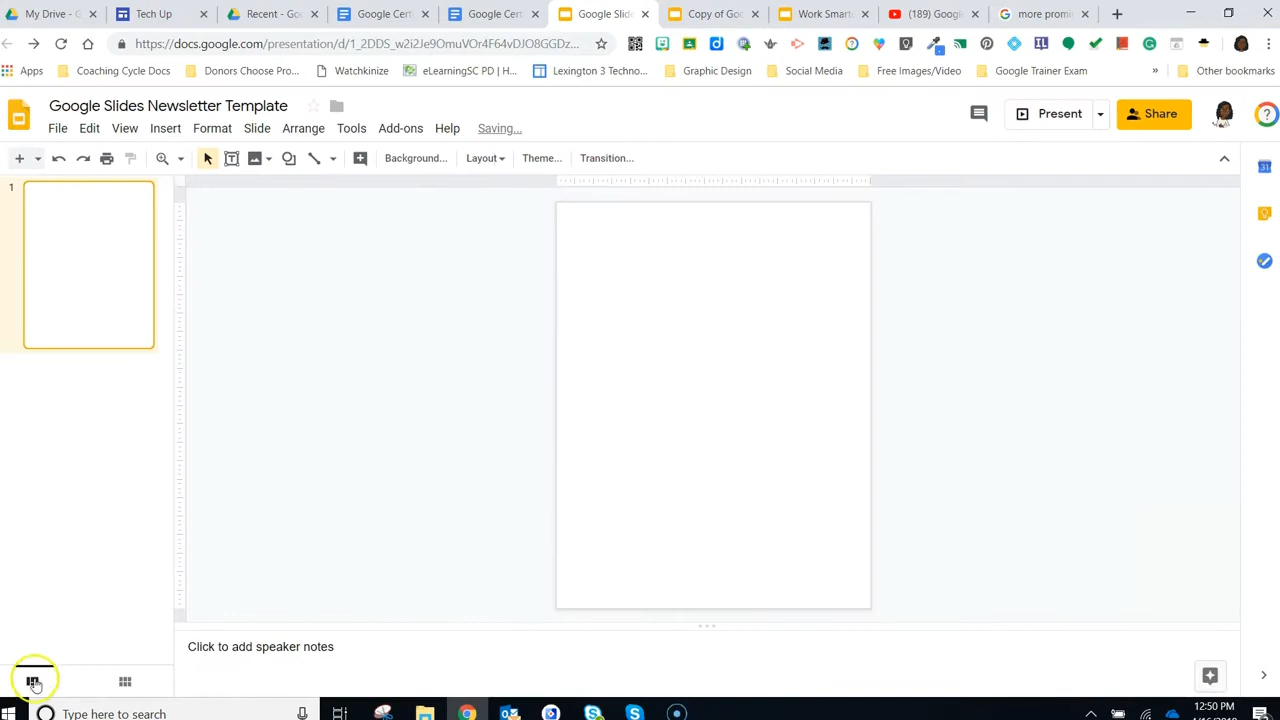 My Drive - G
Tech Up
Recent - Goo
Google Cert
Google Cert
Google Slide
Copy of Goo
Work Smart
(189) Googl
more promi
https://docs.google.com/presentation/d/
Apps
Coaching Cycle Docs
Donors Choose Pro...
Watchkinize
eLearningSC PD | H...
Lexington 3 Techno...
Graphic Design
Social Media
Free Images/Video
Google Trainer Exam
»
Other bookmarks
Google Slides Newsletter Template
File Edit View Insert Format Slide Arrange Tools Add-ons Help Saving...
Present
Share
Background... Layout Theme... Transition...
1
31
Click to add speaker notes
Type here to search
12:50 PM